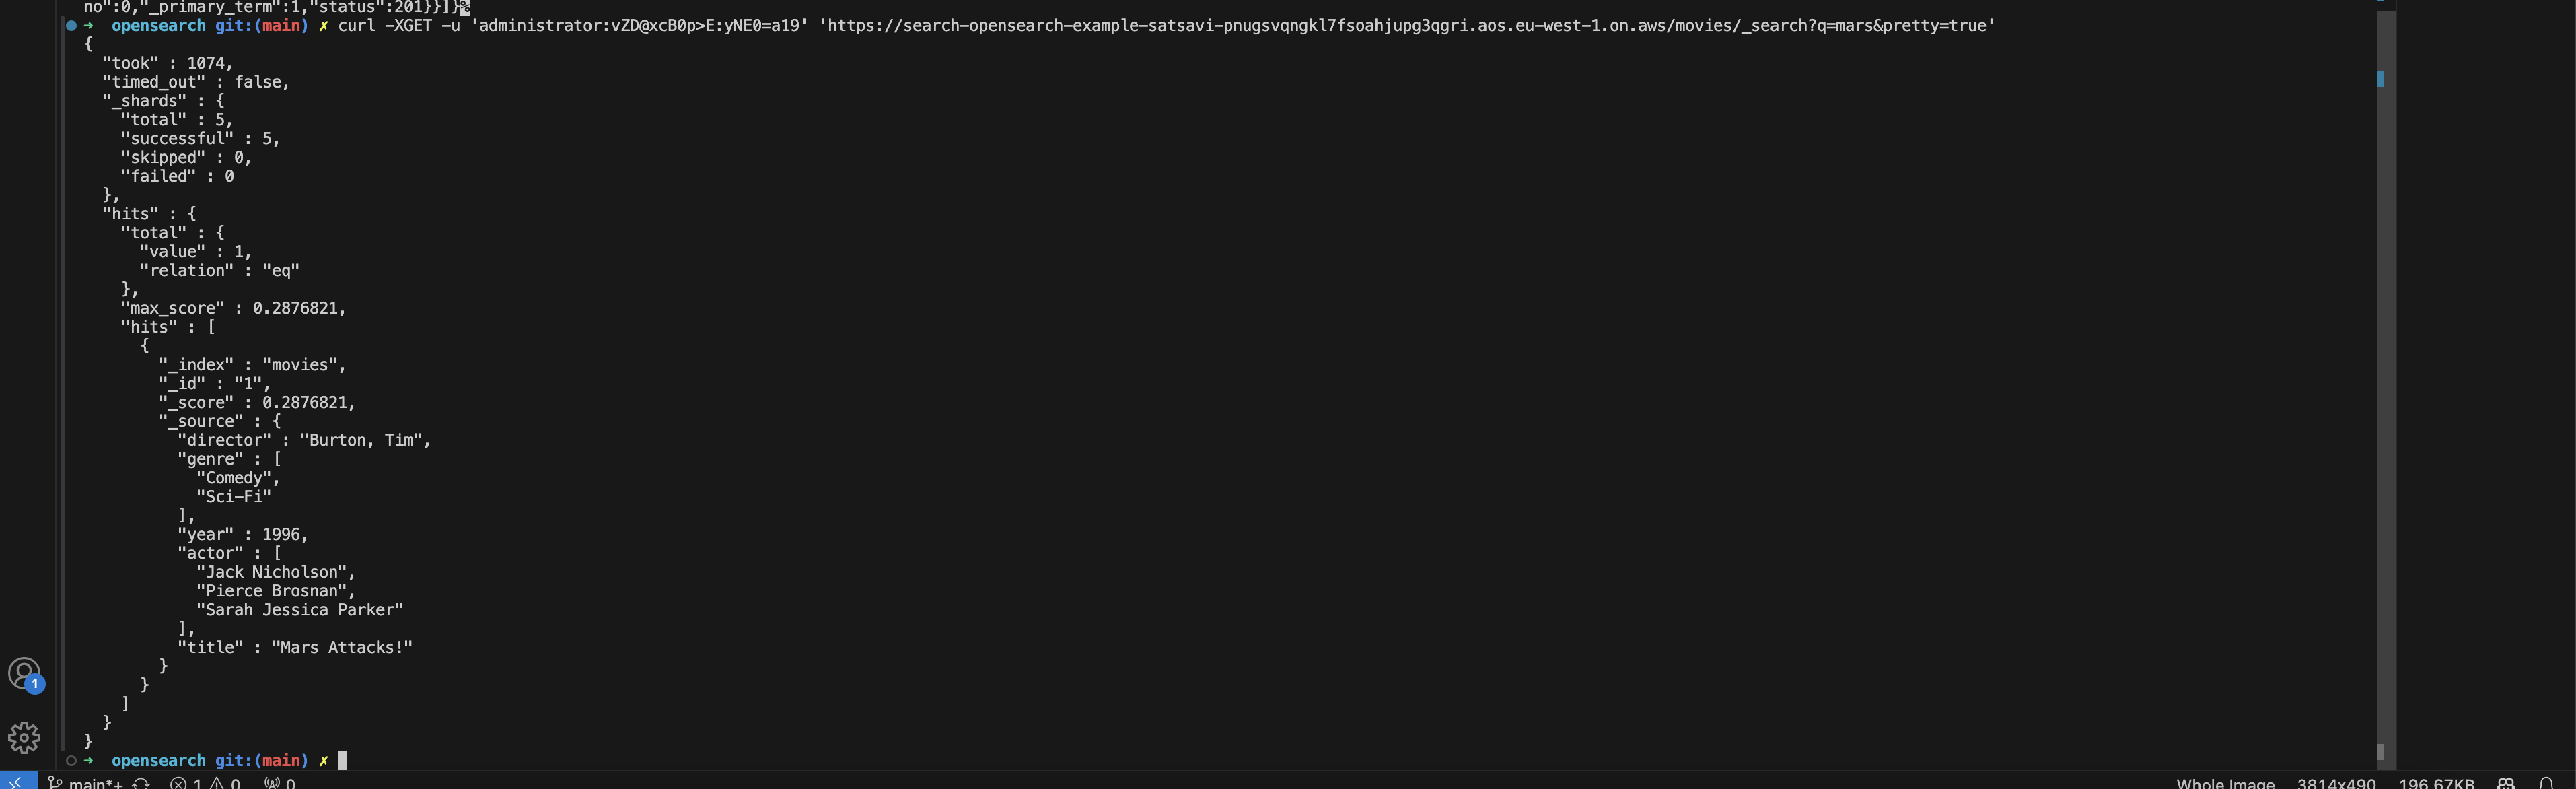 no":0,"_primary_term":1,"status":201}}]}%
➜  opensearch git:(main) ✗ curl -XGET -u 'administrator:vZD@xcB0p>E:yNE0=a19' 'https://search-opensearch-example-satsavi-pnugsvqngkl7fsoahjupg3qgri.aos.eu-west-1.on.aws/movies/_search?q=mars&pretty=true'
{
  "took" : 1074,
  "timed_out" : false,
  "_shards" : {
    "total" : 5,
    "successful" : 5,
    "skipped" : 0,
    "failed" : 0
  },
  "hits" : {
    "total" : {
      "value" : 1,
      "relation" : "eq"
    },
    "max_score" : 0.2876821,
    "hits" : [
      {
        "_index" : "movies",
        "_id" : "1",
        "_score" : 0.2876821,
        "_source" : {
          "director" : "Burton, Tim",
          "genre" : [
            "Comedy",
            "Sci-Fi"
          ],
          "year" : 1996,
          "actor" : [
            "Jack Nicholson",
            "Pierce Brosnan",
            "Sarah Jessica Parker"
          ],
          "title" : "Mars Attacks!"
        }
      }
    ]
  }
}
➜  opensearch git:(main) ✗
1
main*+ 1 0 0 Whole Image 3814x490 196.67KB